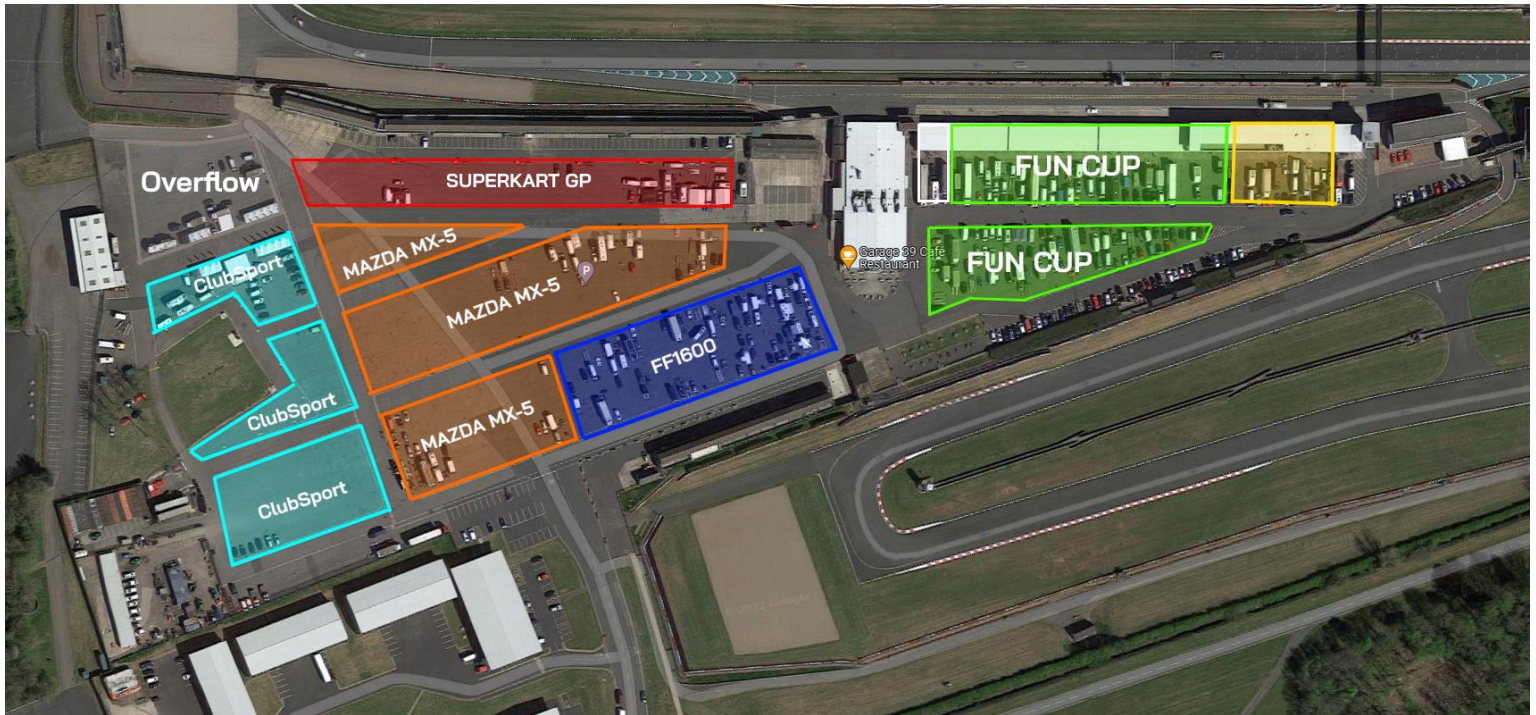 Overflow
SUPERKART GP
FUN CUP
MAZDA MX-5
ClubSport
MAZDA MX-5
P
Garage 39 Café
Restaurant
FUN CUP
FF1600
ClubSport
MAZDA MX-5
ClubSport